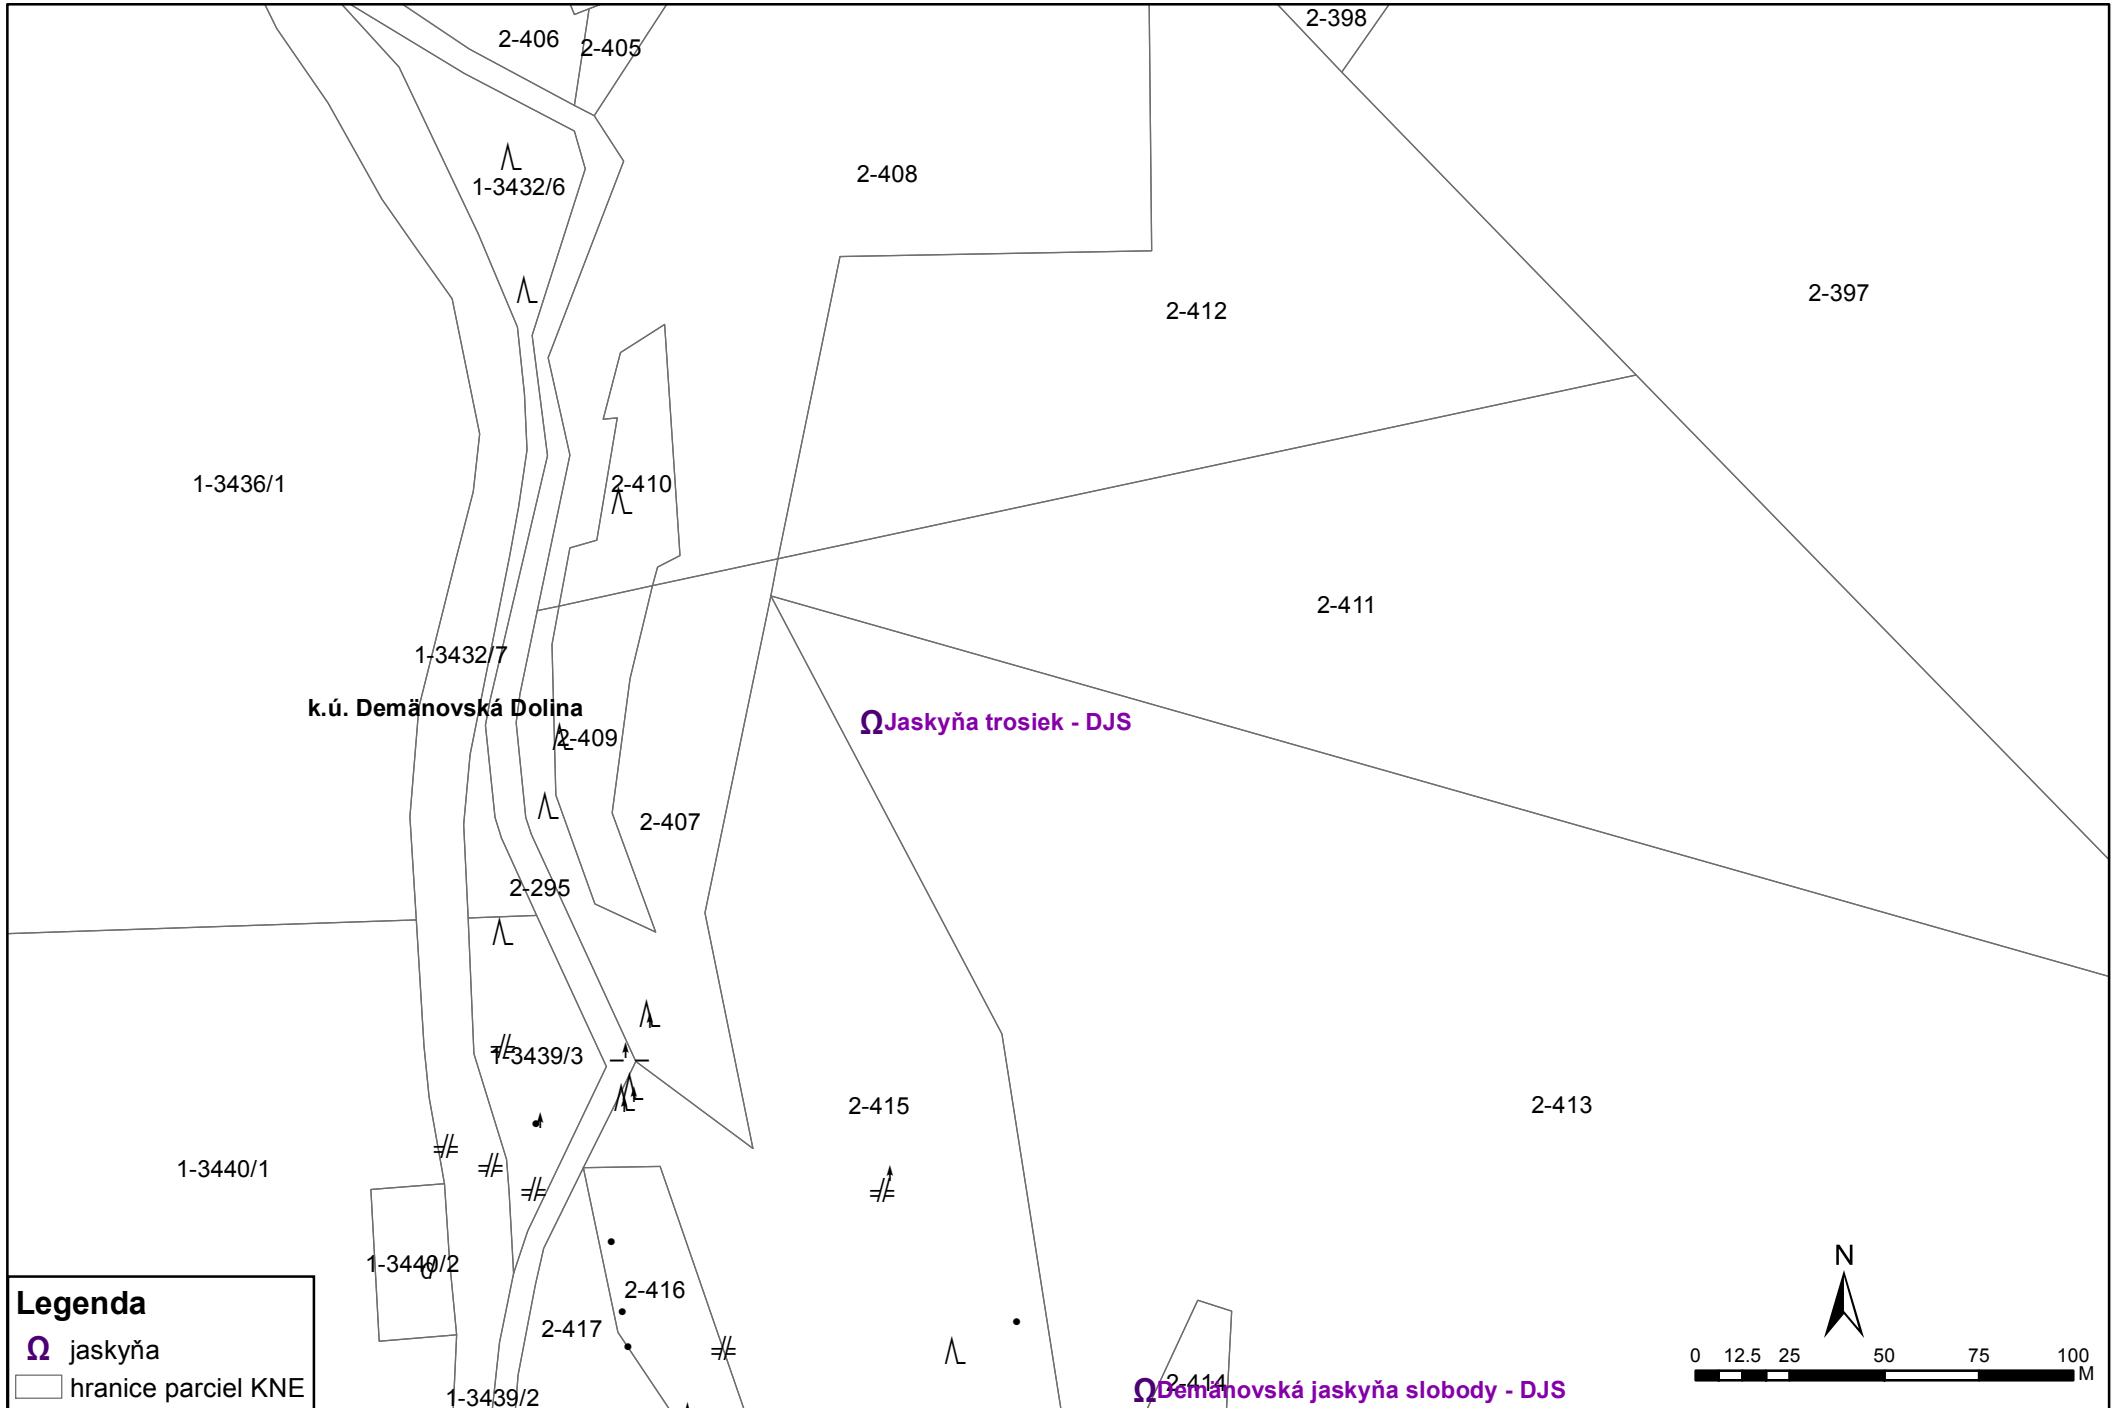 2-398
2-406
2-405
2-408
1-3432/6
2-397
2-412
1-3436/1
2-410
2-411
1-3432/7
k.ú. Demänovská Dolina
ΩJaskyňa trosiek - DJS
2-409
2-407
2-295
1-3439/3
2-415
2-413
1-3440/1
N
1-3440/2
2-416
2-417
Legenda
Ω jaskyňa
hranice parciel KNE
0 12.5 25 50 75 100
M
2-414
ΩDemänovská jaskyňa slobody - DJS
1-3439/2